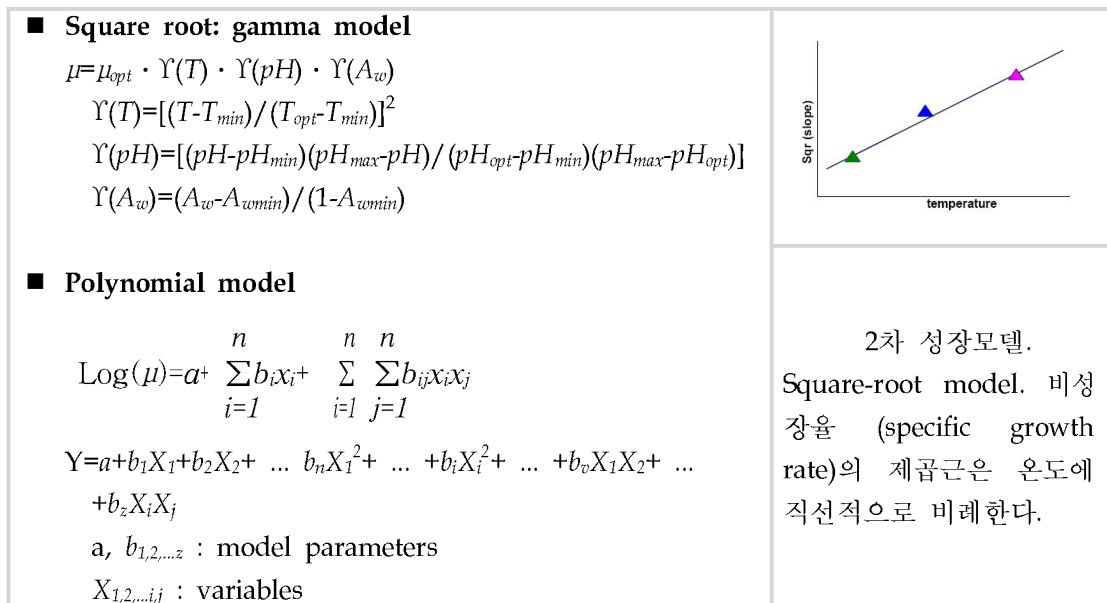 ■ Square root: gamma model
μ=μopt · ϒ(T) · ϒ(pH) · ϒ(Aw)
ϒ(T)=[(T-Tmin)/(Topt-Tmin)]²
ϒ(pH)=[(pH-pHmin)(pHmax-pH)/(pHopt-pHmin)(pHmax-pHopt)]
ϒ(Aw)=(Aw-Awmin)/(1-Awmin)
■ Polynomial model
n n n
Log(μ)=a+ ∑bixi+ ∑ ∑bijxixj
i=1 i=1 j=1
Y=a+b1X1+b2X2+ ... bnX1²+ ... +biXi²+ ... +bvX1X2+ ...
+bzXiXj
a, b1,2,...z : model parameters
X1,2,...i,j : variables
Sqr (slope)
temperature
2차 성장모델.
Square-root model. 비성
장율 (specific growth
rate)의 제곱근은 온도에
직선적으로 비례한다.